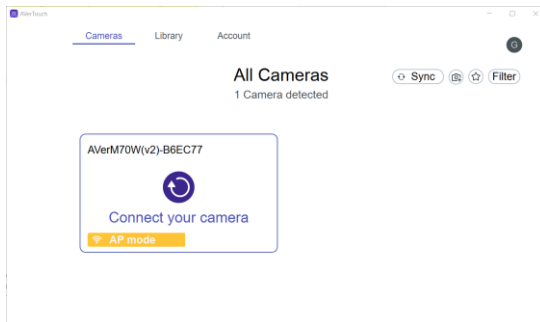 AVerTouch
Cameras Library Account
G
All Cameras
Sync Filter
1 Camera detected
AVerM70W(v2)-B6EC77
Connect your camera
AP mode